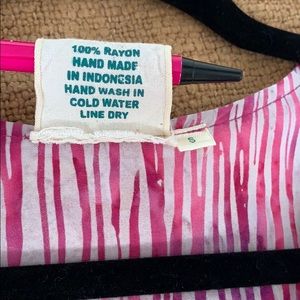 100% RAYON
HAND MADE
IN INDONESIA
HAND WASH IN
COLD WATER
LINE DRY
S